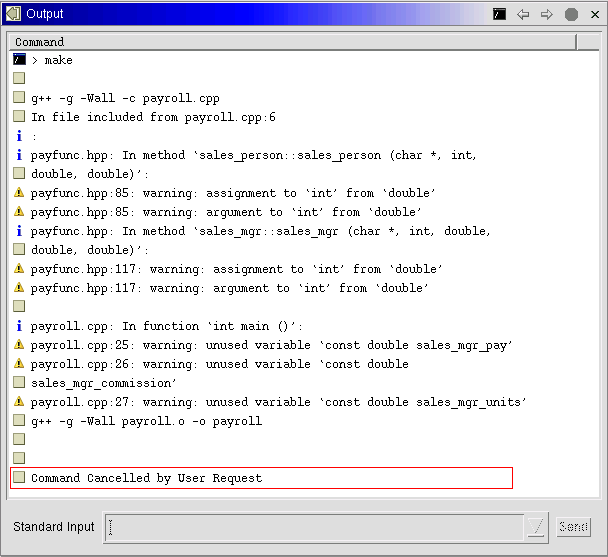 Output
Command
> make
g++ -g -Wall -c payroll.cpp
In file included from payroll.cpp:6
:
payfunc.hpp: In method ‘sales_person::sales_person (char *, int,
double, double)’:
payfunc.hpp:85: warning: assignment to ‘int’ from ‘double’
payfunc.hpp:85: warning: argument to ‘int’ from ‘double’
payfunc.hpp: In method ‘sales_mgr::sales_mgr (char *, int, double,
double, double)’:
payfunc.hpp:117: warning: assignment to ‘int’ from ‘double’
payfunc.hpp:117: warning: argument to ‘int’ from ‘double’
payroll.cpp: In function ‘int main ()’:
payroll.cpp:25: warning: unused variable ‘const double sales_mgr_pay’
payroll.cpp:26: warning: unused variable ‘const double
sales_mgr_commission’
payroll.cpp:27: warning: unused variable ‘const double sales_mgr_units’
g++ -g -Wall payroll.o -o payroll
Command Cancelled by User Request
Standard Input
Send